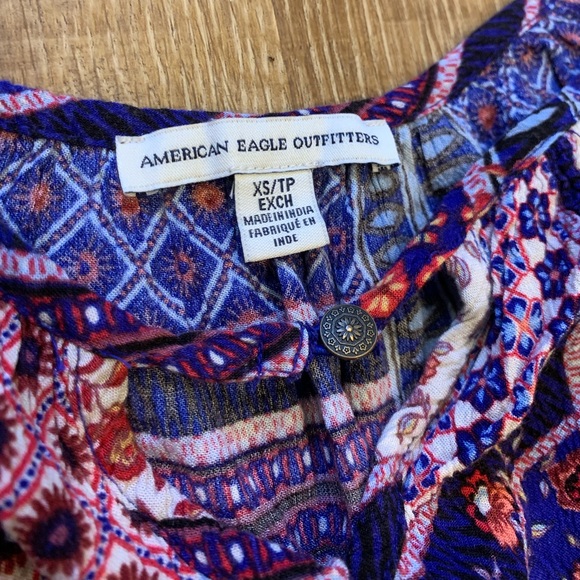 AMERICAN EAGLE OUTFITTERS
XS/TP
EXCH
MADE IN INDIA
FABRIQUÉ EN
INDE